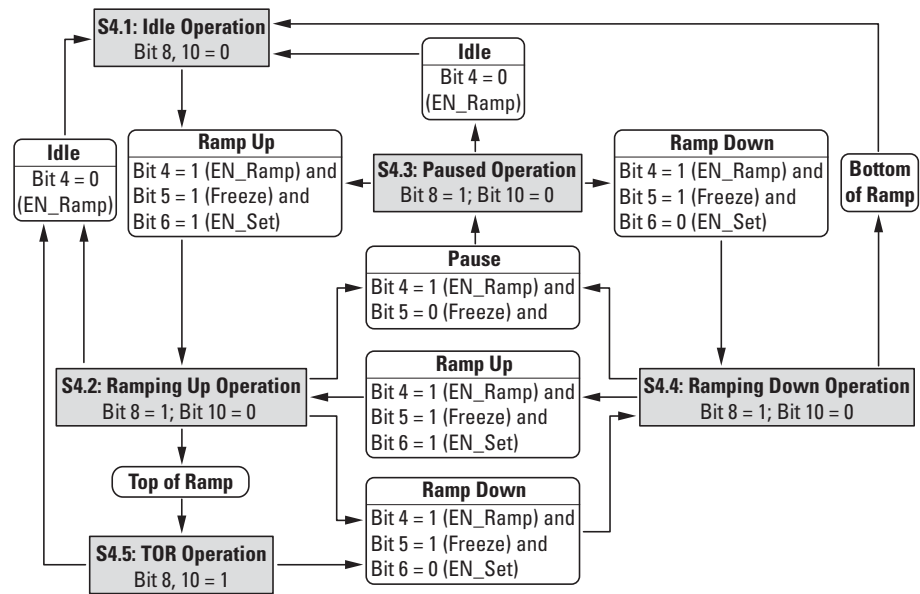 S4.1: Idle Operation
Bit 8, 10 = 0
Idle
Bit 4 = 0
(EN_Ramp)
Idle
Bit 4 = 0
(EN_Ramp)
Ramp Up
Bit 4 = 1 (EN_Ramp) and
Bit 5 = 1 (Freeze) and
Bit 6 = 1 (EN_Set)
S4.3: Paused Operation
Bit 8 = 1; Bit 10 = 0
Ramp Down
Bit 4 = 1 (EN_Ramp) and
Bit 5 = 1 (Freeze) and
Bit 6 = 0 (EN_Set)
Bottom
of Ramp
Pause
Bit 4 = 1 (EN_Ramp) and
Bit 5 = 0 (Freeze) and
S4.2: Ramping Up Operation
Bit 8 = 1; Bit 10 = 0
Ramp Up
Bit 4 = 1 (EN_Ramp) and
Bit 5 = 1 (Freeze) and
Bit 6 = 1 (EN_Set)
S4.4: Ramping Down Operation
Bit 8 = 1; Bit 10 = 0
Top of Ramp
Ramp Down
Bit 4 = 1 (EN_Ramp) and
Bit 5 = 1 (Freeze) and
Bit 6 = 0 (EN_Set)
S4.5: TOR Operation
Bit 8, 10 = 1